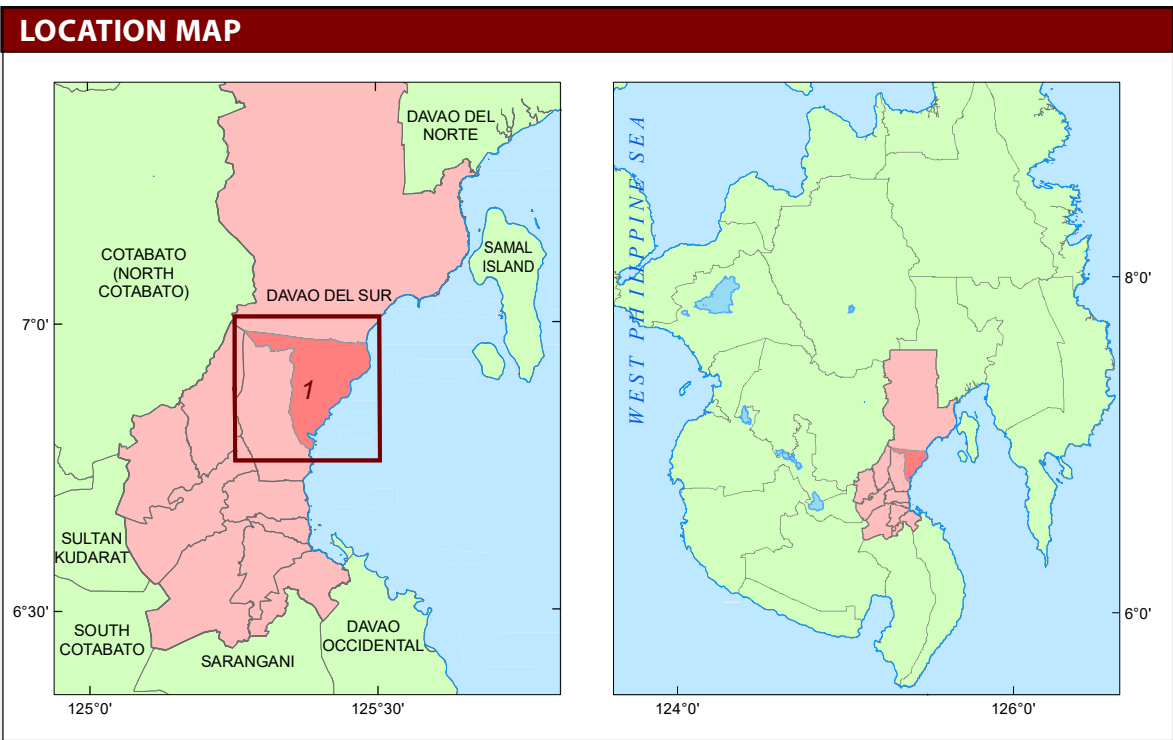 LOCATION MAP
DAVAO DEL
NORTE
COTABATO
(NORTH
COTABATO)
SAMAL
ISLAND
DAVAO DEL SUR
7°0'
1
SULTAN
KUDARAT
6°30'
SOUTH
COTABATO
DAVAO
OCCIDENTAL
SARANGANI
125°0'
125°30'
WEST PHILIPPINE SEA
8°0'
6°0'
124°0'
126°0'